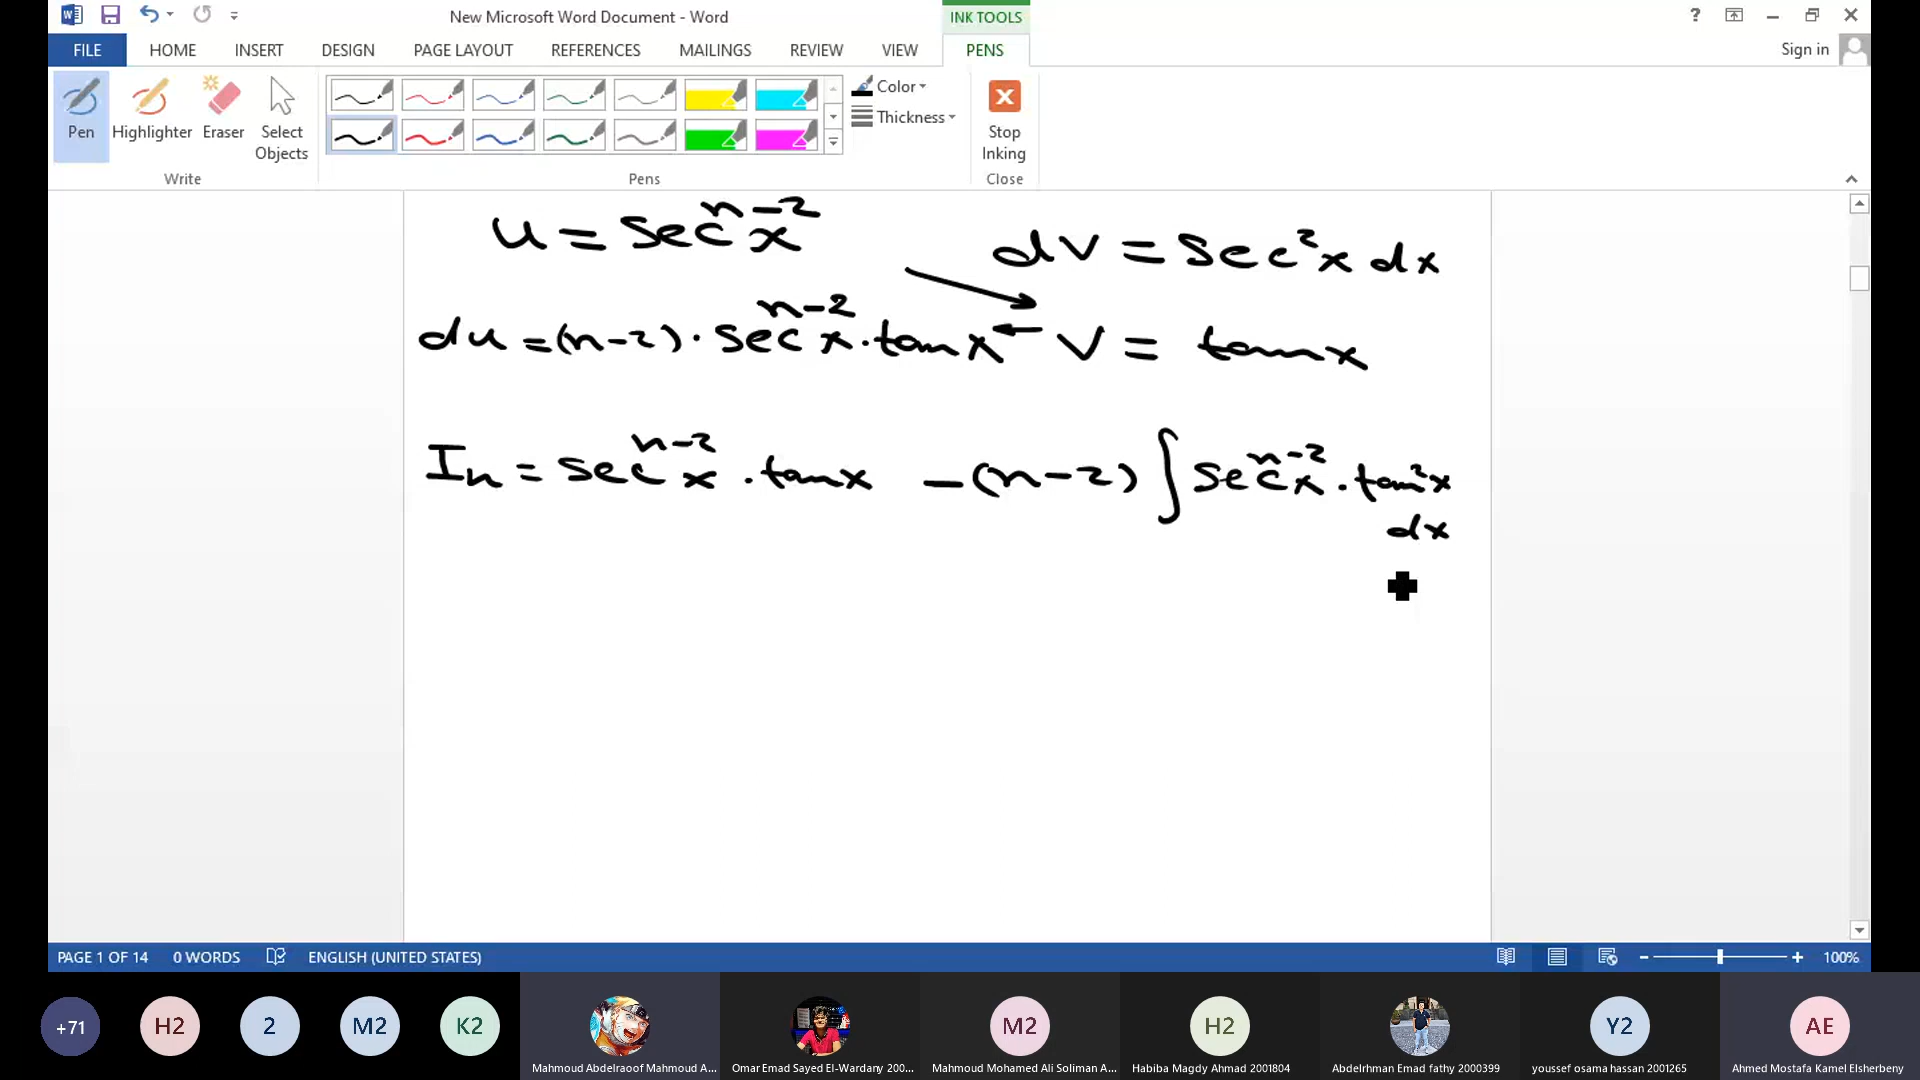 New Microsoft Word Document - Word
INK TOOLS
?
FILE HOME INSERT DESIGN PAGE LAYOUT REFERENCES MAILINGS REVIEW VIEW PENS
Sign in
Pen Highlighter Eraser Select Objects
Color
Thickness
Stop Inking
Write Pens Close
u = sec^{n-2} x
dV = sec² x dx
du = (n-2) · sec^{n-2} x · tan x
V = tan x
I_n = sec^{n-2} x . tan x - (n-2) ∫ sec^{n-2} x . tan² x
dx
PAGE 1 OF 14 0 WORDS ENGLISH (UNITED STATES) 100%
+71 H2 2 M2 K2 M2 H2 Y2 AE
Mahmoud Abdelraoof Mahmoud A... Omar Emad Sayed El-Wardany 200... Mahmoud Mohamed Ali Soliman A... Habiba Magdy Ahmad 2001804 Abdelrhman Emad fathy 2000399 youssef osama hassan 2001265 Ahmed Mostafa Kamel Elsherbeny